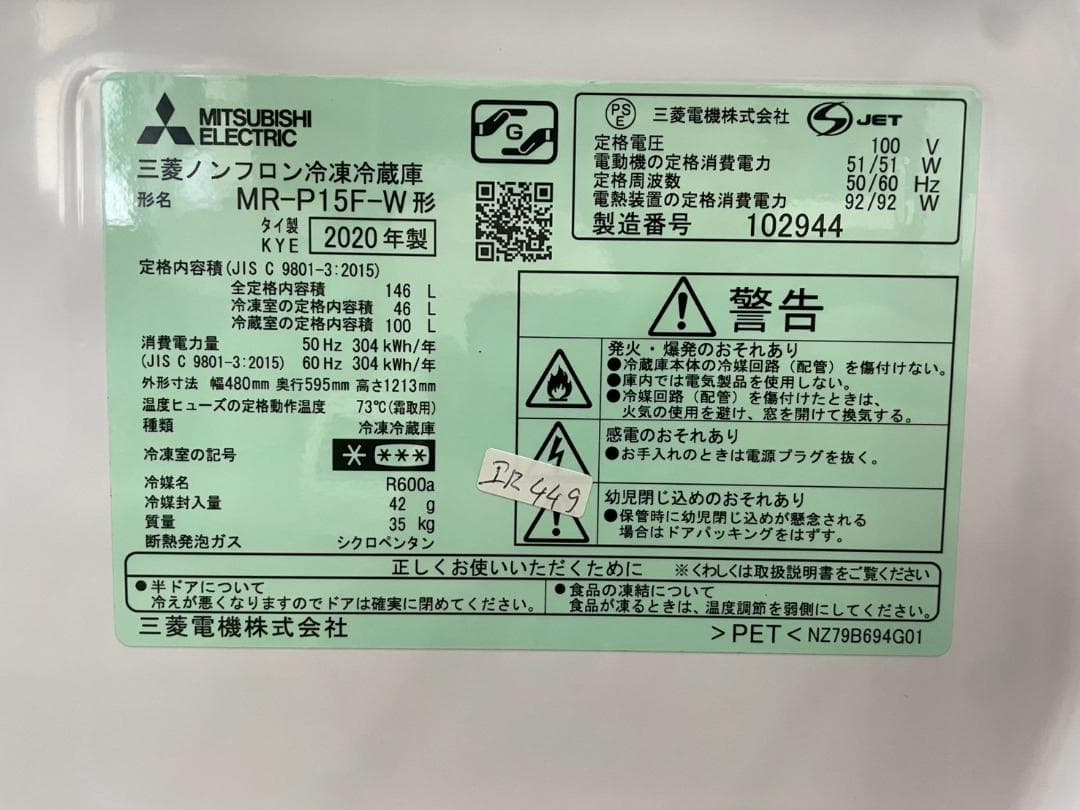 MITSUBISHI
ELECTRIC
三菱ノンフロン冷凍冷蔵庫
形名 MR-P15F-W形
タイ製
KYE 2020年製
定格内容積(JIS C 9801-3:2015)
全定格内容積 146 L
冷凍室の定格内容積 46 L
冷蔵室の定格内容積 100 L
消費電力量 50 Hz 304 kWh/年
(JIS C 9801-3:2015) 60 Hz 304 kWh/年
外形寸法 幅480mm 奥行595mm 高さ1213mm
温度ヒューズの定格動作温度 73℃(霜取用)
種類 冷凍冷蔵庫
冷凍室の記号 * ***
冷媒名 R600a
冷媒封入量 42 g
質量 35 kg
断熱発泡ガス シクロペンタン
G
PS
E
三菱電機株式会社 S JET
定格電圧 100 V
電動機の定格消費電力 51/51 W
定格周波数 50/60 Hz
電熱装置の定格消費電力 92/92 W
製造番号 102944
警告
発火・爆発のおそれあり
●冷蔵庫本体の冷媒回路(配管)を傷付けない。
●庫内では電気製品を使用しない。
●冷媒回路(配管)を傷付けたときは、
火気の使用を避け、窓を開けて換気する。
感電のおそれあり
●お手入れのときは電源プラグを抜く。
幼児閉じ込めのおそれあり
●保管時に幼児閉じ込めが懸念される
場合はドアパッキングをはずす。
449
正しくお使いいただくために ※くわしくは取扱説明書をご覧ください
●半ドアについて
冷えが悪くなりますのでドアは確実に閉めてください。
●食品の凍結について
食品が凍るときは、温度調節を弱側にしてください。
三菱電機株式会社
>PET< NZ79B694G01